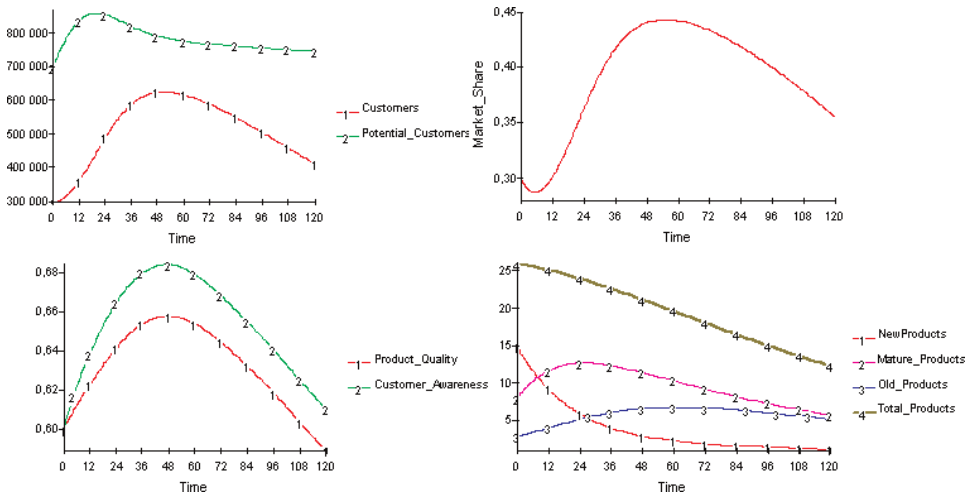 800 000
700 000
600 000
500 000
400 000
300 000
0 12 24 36 48 60 72 84 96 108 120
Time
1 Customers
2 Potential_Customers
Market_Share
0,45
0,40
0,35
0,30
0 12 24 36 48 60 72 84 96 108 120
Time
0,68
0,66
0,64
0,62
0,60
0 12 24 36 48 60 72 84 96 108 120
Time
1 Product_Quality
2 Customer_Awareness
25
20
15
10
5
0 12 24 36 48 60 72 84 96 108 120
Time
1 NewProducts
2 Mature_Products
3 Old_Products
4 Total_Products